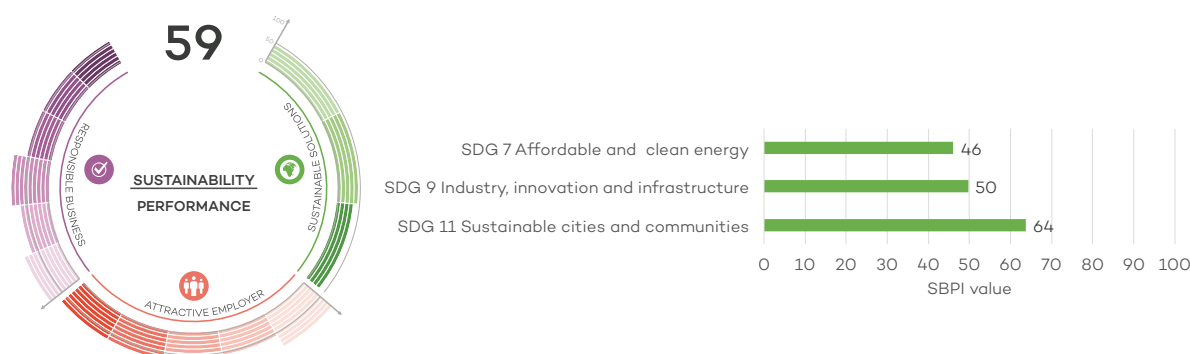 59
100
50
0
RESPONSIBLE BUSINESS
SUSTAINABLE SOLUTIONS
SUSTAINABILITY
PERFORMANCE
ATTRACTIVE EMPLOYER
SDG 7 Affordable and clean energy
46
SDG 9 Industry, innovation and infrastructure
50
SDG 11 Sustainable cities and communities
64
0 10 20 30 40 50 60 70 80 90 100
SBPI value